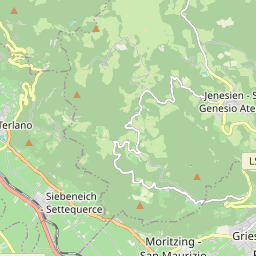 Jenesien - S
Genesio Ate
Terlano
LS
Siebeneich
Settequerce
Moritzing -
San Maurizio
Gries